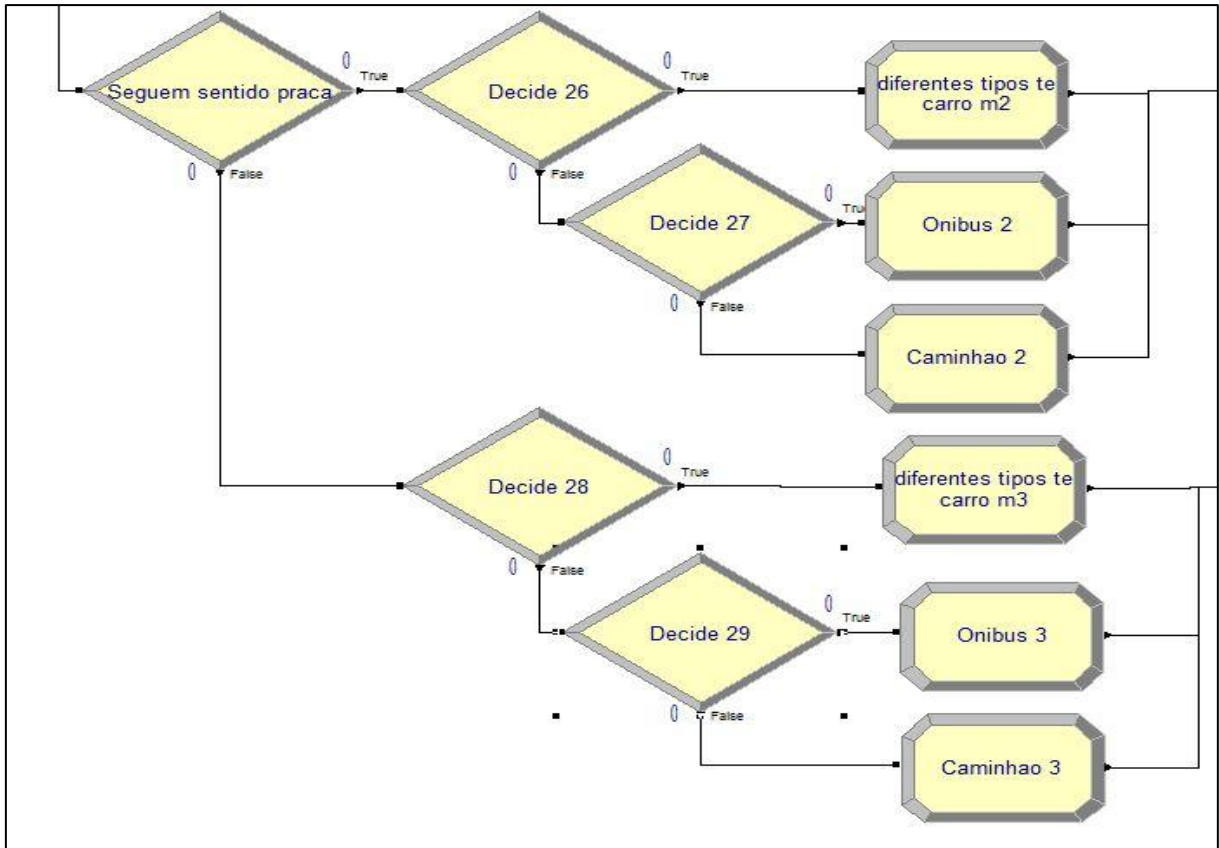 Seguem sentido praca
0
True
0
False
Decide 26
0
True
0
False
diferentes tipos te
carro m2
Decide 27
0
True
0
False
Onibus 2
Caminhao 2
Decide 28
0
True
0
False
diferentes tipos te
carro m3
Decide 29
0
True
0
False
Onibus 3
Caminhao 3